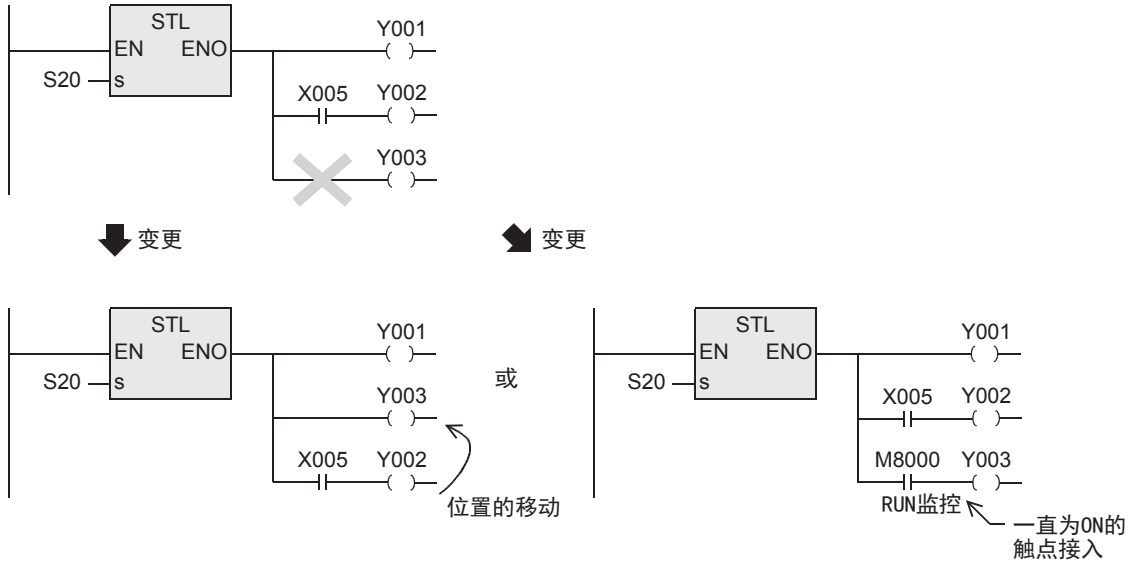 STL
Y001
EN ENO
S20
s
X005 Y002
Y003
变更
变更
STL
Y001
EN ENO
S20
s
Y003
X005 Y002
位置的移动
或
STL
Y001
EN ENO
S20
s
X005 Y002
M8000 Y003
RUN监控
一直为ON的
触点接入